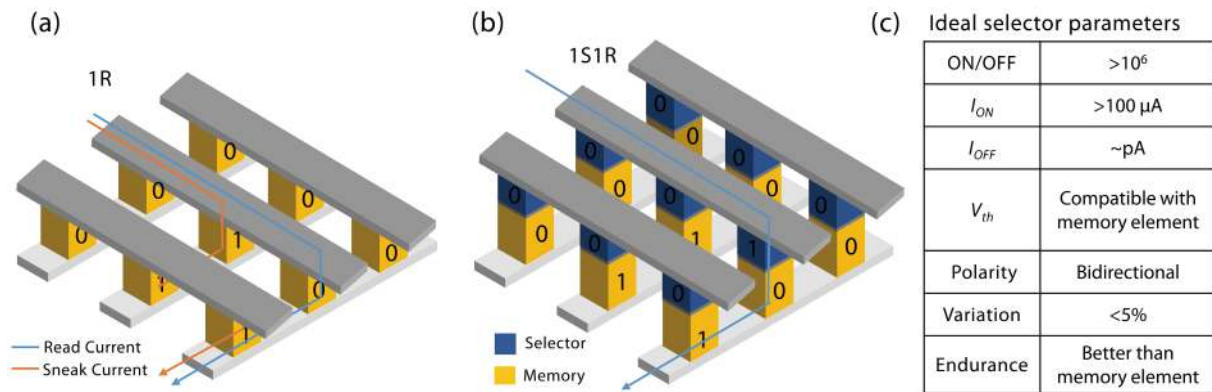 (a)
1R
0
0
0
0
1
0
0
1
1
Read Current
Sneak Current
(b)
1S1R
0
0
0
0
0
0
0
0
0
0
1
1
0
0
0
1
0
1
Selector
Memory
(c) Ideal selector parameters
ON/OFF >10⁶
I_ON >100 μA
I_OFF ~pA
V_th Compatible with
memory element
Polarity Bidirectional
Variation <5%
Endurance Better than
memory element